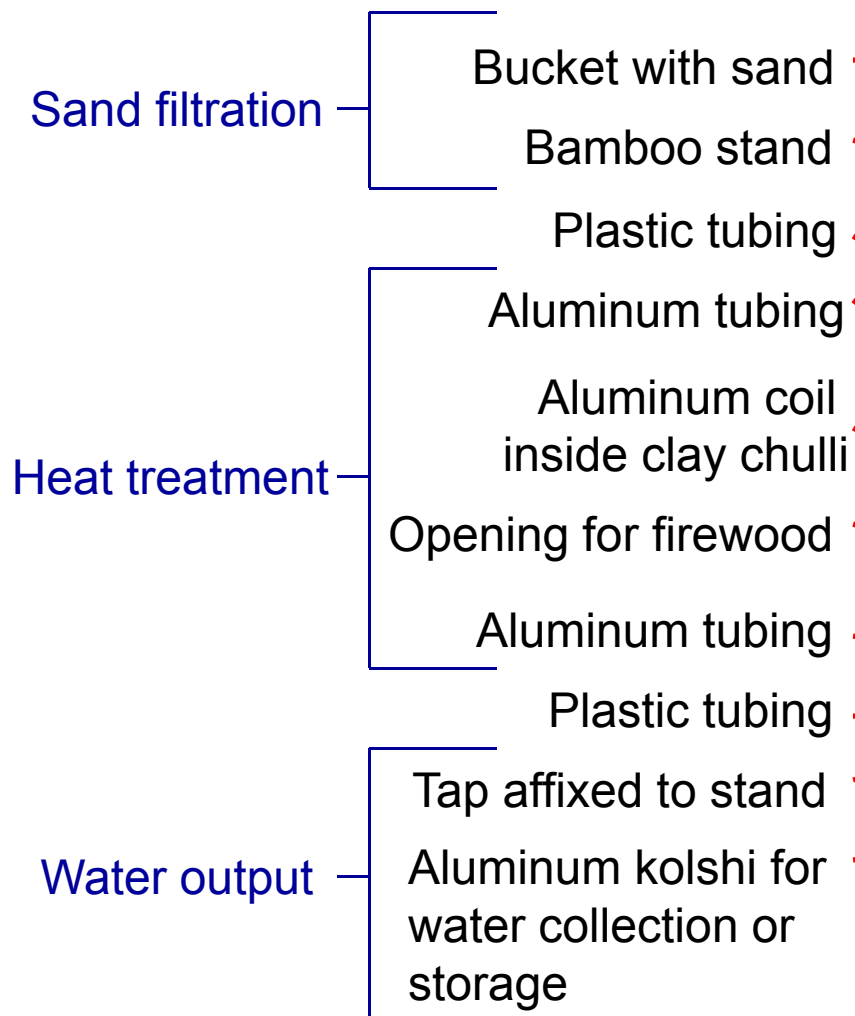 Sand filtration
Bucket with sand
Bamboo stand
Plastic tubing
Heat treatment
Aluminum tubing
Aluminum coil
inside clay chulli
Opening for firewood
Aluminum tubing
Plastic tubing
Water output
Tap affixed to stand
Aluminum kolshi for
water collection or
storage